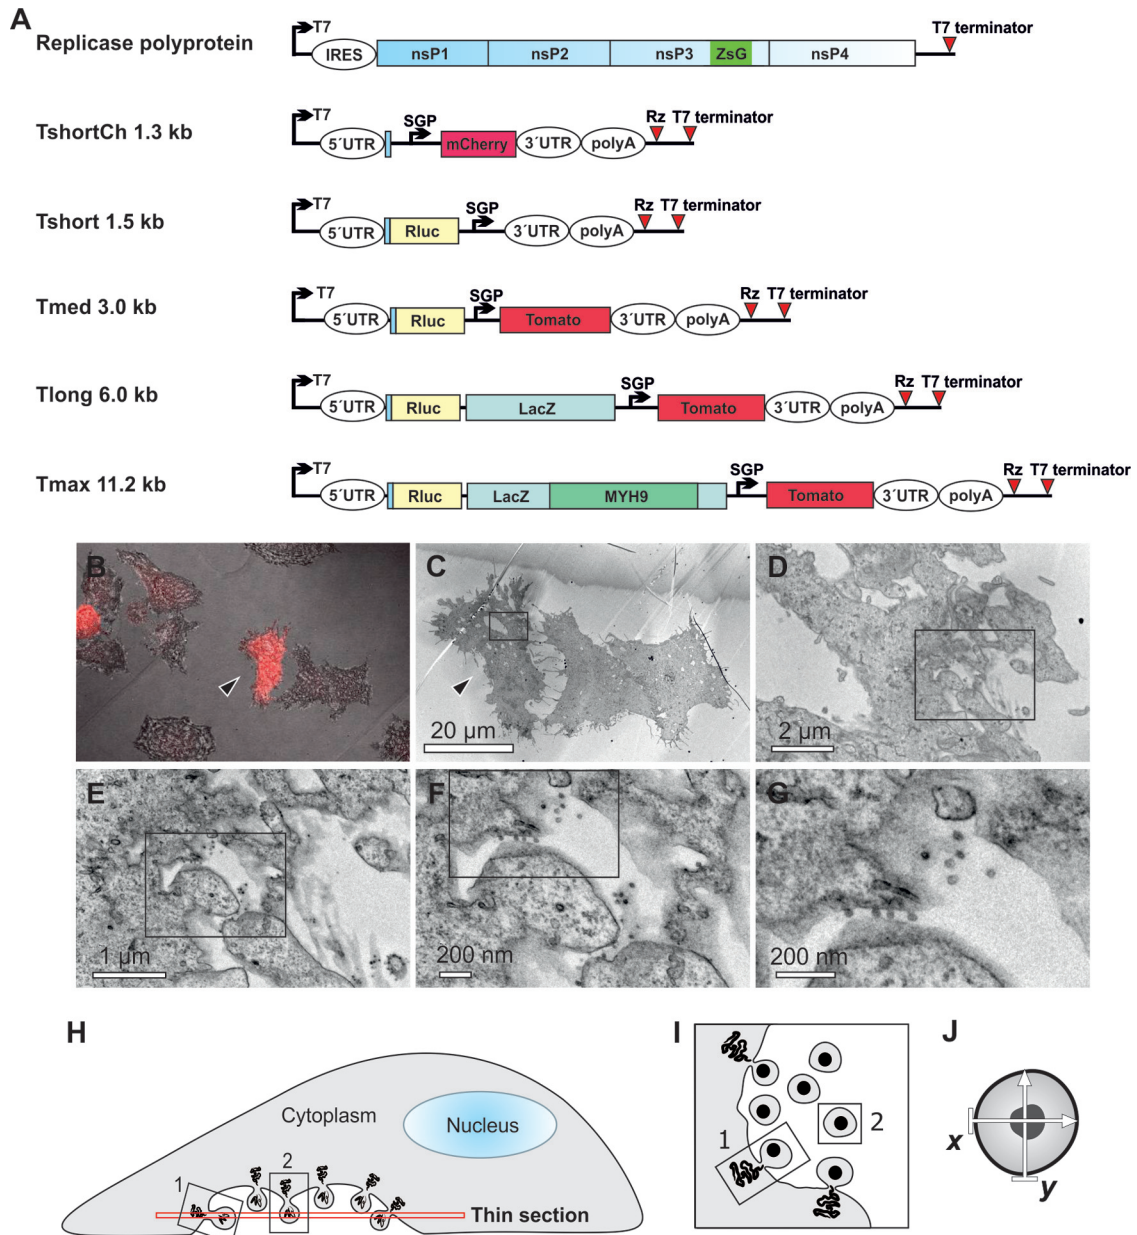 A
Replicase polyprotein
T7
IRES
nsP1
nsP2
nsP3
ZsG
nsP4
T7 terminator
TshortCh 1.3 kb
T7
5´UTR
SGP
mCherry
3´UTR
polyA
Rz
T7 terminator
Tshort 1.5 kb
T7
5´UTR
Rluc
SGP
3´UTR
polyA
Rz
T7 terminator
Tmed 3.0 kb
T7
5´UTR
Rluc
SGP
Tomato
3´UTR
polyA
Rz
T7 terminator
Tlong 6.0 kb
T7
5´UTR
Rluc
LacZ
SGP
Tomato
3´UTR
polyA
Rz
T7 terminator
Tmax 11.2 kb
T7
5´UTR
Rluc
LacZ
MYH9
SGP
Tomato
3´UTR
polyA
Rz
T7 terminator
B
C
20 µm
D
2 µm
E
1 µm
F
200 nm
G
200 nm
H
Cytoplasm
Nucleus
1
2
Thin section
I
1
2
J
x
y